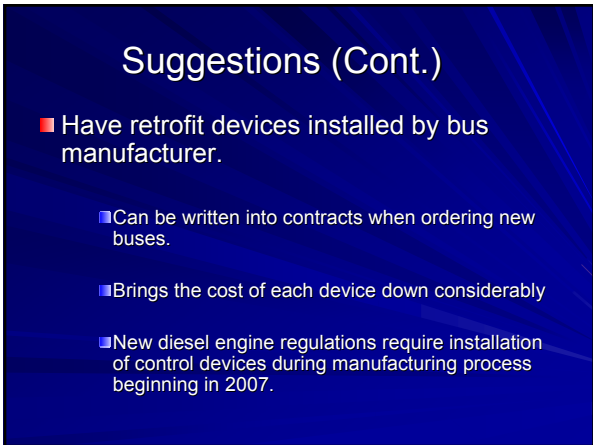 Suggestions (Cont.)
Have retrofit devices installed by bus
manufacturer.
Can be written into contracts when ordering new
buses.
Brings the cost of each device down considerably
New diesel engine regulations require installation
of control devices during manufacturing process
beginning in 2007.